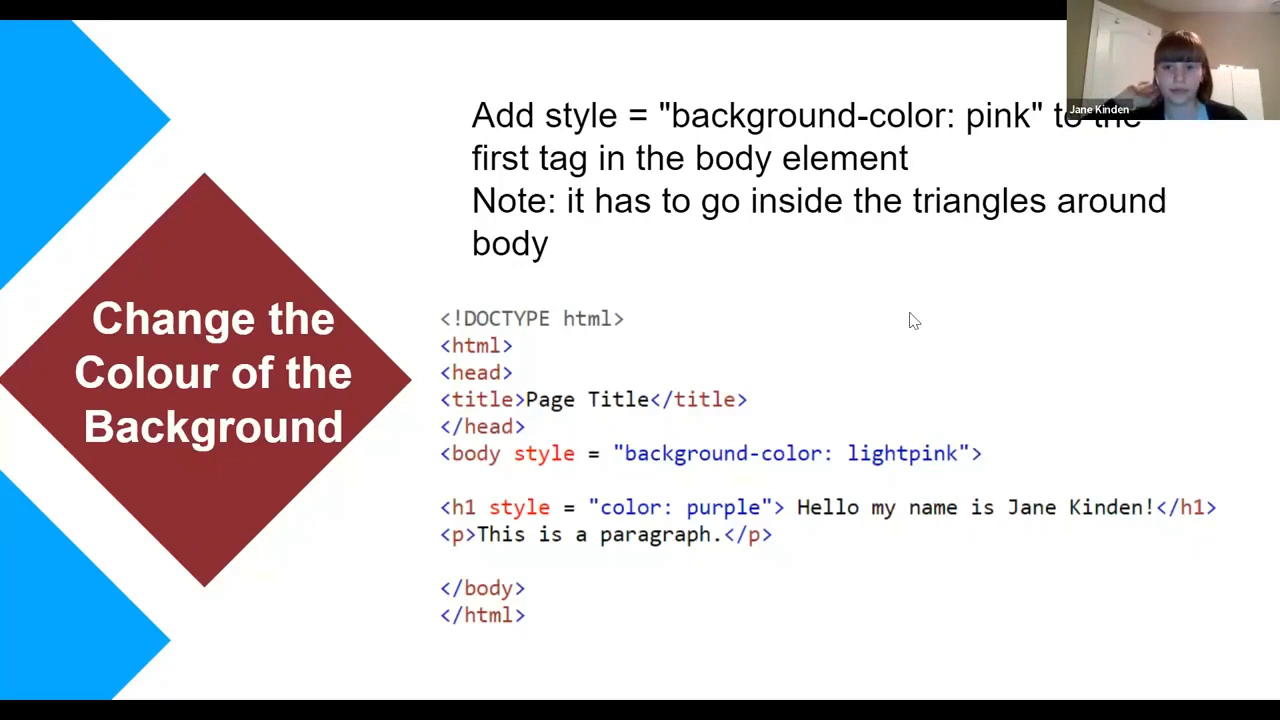 Jane Kinden
Add style = "background-color: pink" to the
first tag in the body element
Note: it has to go inside the triangles around
body
Change the
Colour of the
Background
<!DOCTYPE html>
<html>
<head>
<title>Page Title</title>
</head>
<body style = "background-color: lightpink">
<h1 style = "color: purple"> Hello my name is Jane Kinden!</h1>
<p>This is a paragraph.</p>
</body>
</html>